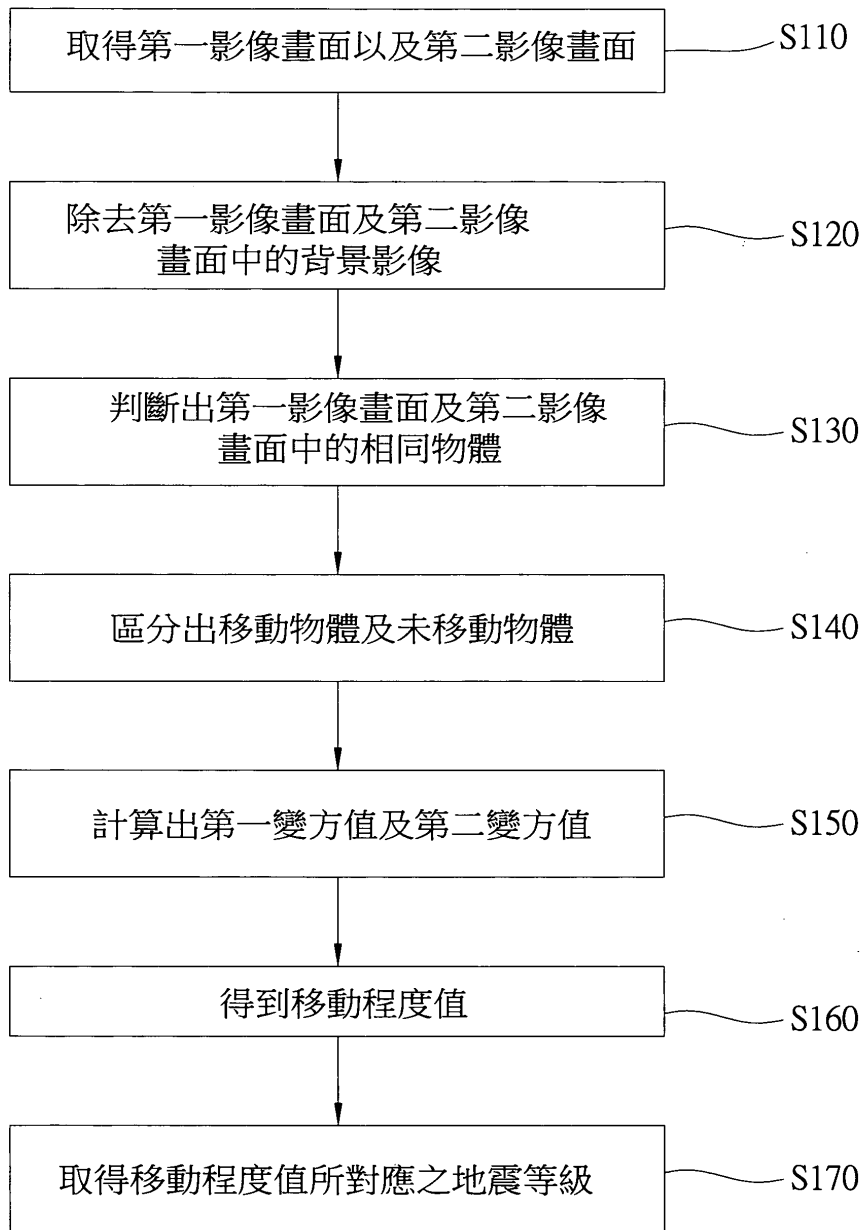 取得第一影像畫面以及第二影像畫面
S110
除去第一影像畫面及第二影像
畫面中的背景影像
S120
判斷出第一影像畫面及第二影像
畫面中的相同物體
S130
區分出移動物體及未移動物體
S140
計算出第一變方值及第二變方值
S150
得到移動程度值
S160
取得移動程度值所對應之地震等級
S170